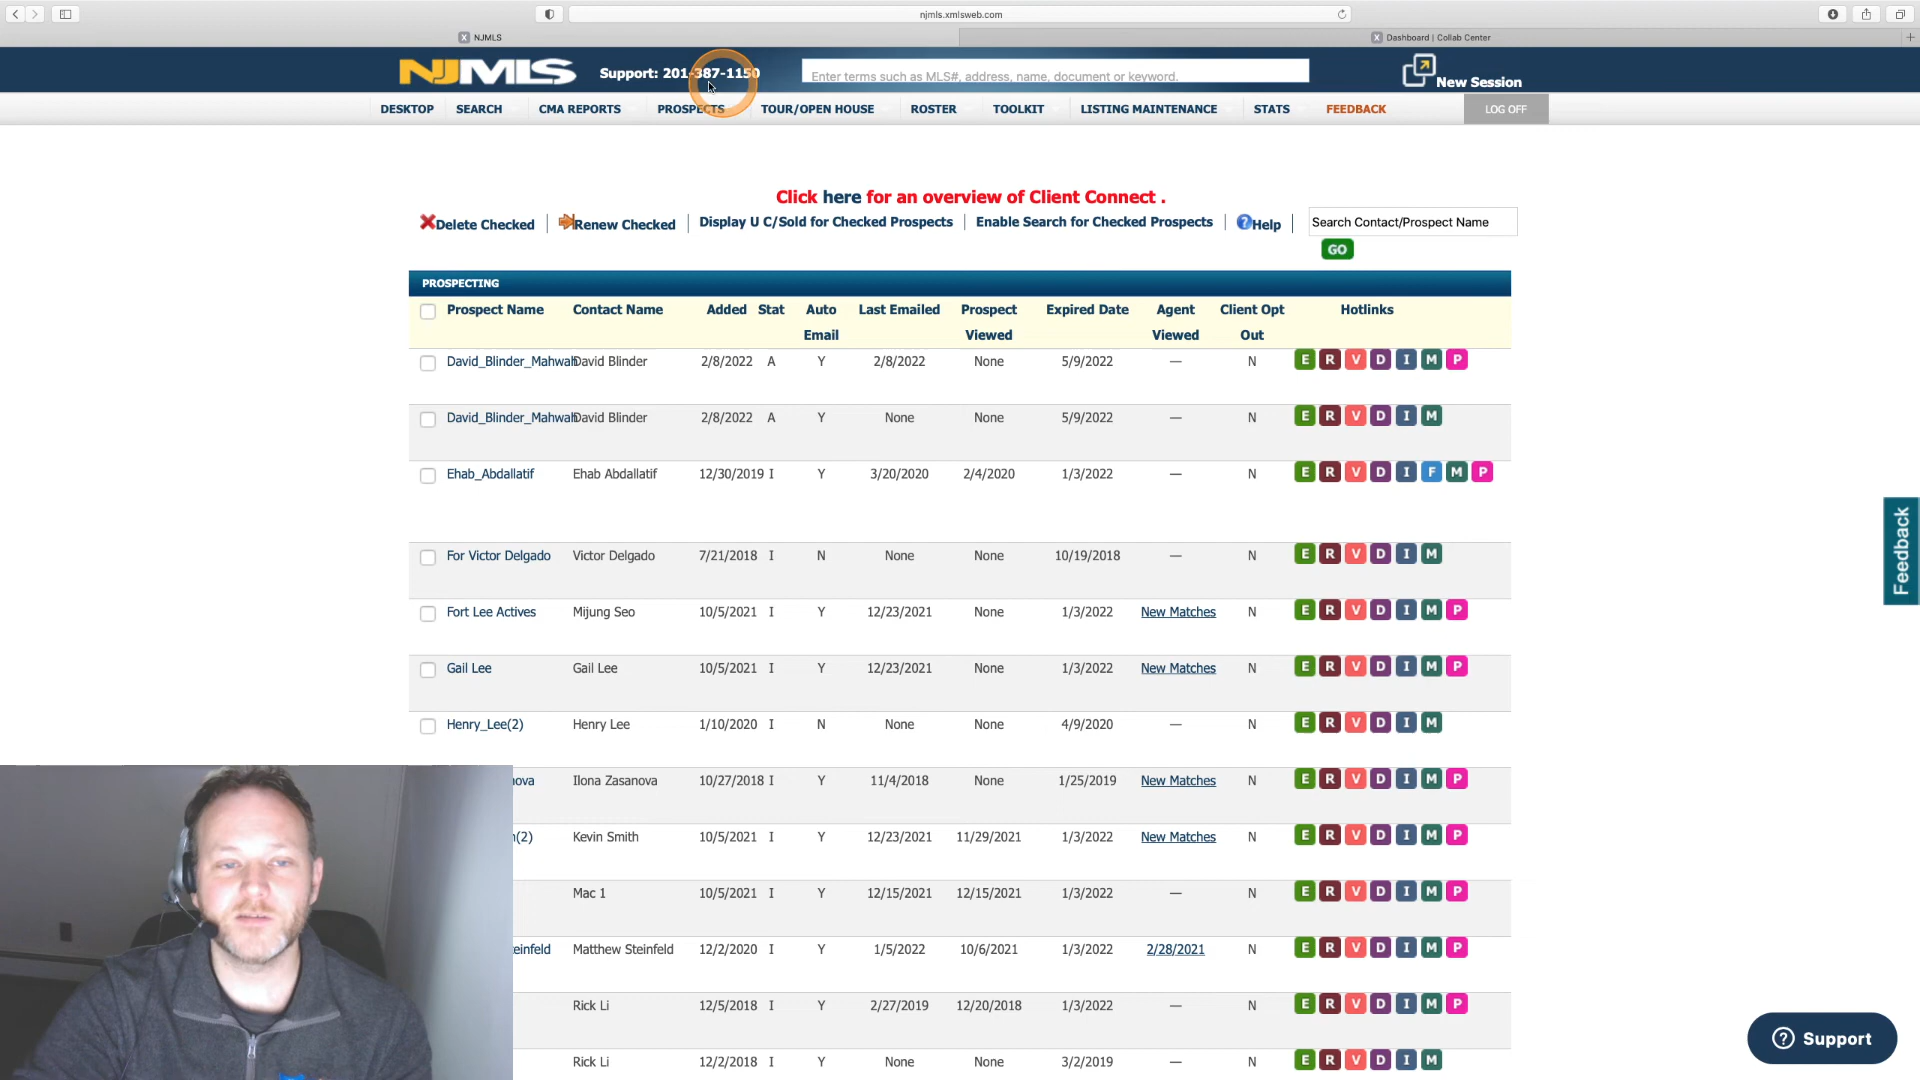 njmls.xmlsweb.com
X NJMLS
X Dashboard | Collab Center
NJMLS Support: 201-387-1150 Enter terms such as MLS#, address, name, document or keyword. New Session
DESKTOP SEARCH CMA REPORTS PROSPECTS TOUR/OPEN HOUSE ROSTER TOOLKIT LISTING MAINTENANCE STATS FEEDBACK LOG OFF
Click here for an overview of Client Connect .
Delete Checked | Renew Checked | Display U C/Sold for Checked Prospects | Enable Search for Checked Prospects | ? Help | Search Contact/Prospect Name
GO
PROSPECTING
Prospect Name Contact Name Added Stat Auto Email Last Emailed Prospect Viewed Expired Date Agent Viewed Client Opt Out Hotlinks
David_Blinder_Mahwah David Blinder 2/8/2022 A Y 2/8/2022 None 5/9/2022 — N E R V D I M P
David_Blinder_Mahwah David Blinder 2/8/2022 A Y None None 5/9/2022 — N E R V D I M
Ehab_Abdallatif Ehab Abdallatif 12/30/2019 I Y 3/20/2020 2/4/2020 1/3/2022 — N E R V D I F M P
For Victor Delgado Victor Delgado 7/21/2018 I N None None 10/19/2018 — N E R V D I M
Fort Lee Actives Mijung Seo 10/5/2021 I Y 12/23/2021 None 1/3/2022 New Matches N E R V D I M P
Gail Lee Gail Lee 10/5/2021 I Y 12/23/2021 None 1/3/2022 New Matches N E R V D I M P
Henry_Lee(2) Henry Lee 1/10/2020 I N None None 4/9/2020 — N E R V D I M
nova Ilona Zasanova 10/27/2018 I Y 11/4/2018 None 1/25/2019 New Matches N E R V D I M P
(2) Kevin Smith 10/5/2021 I Y 12/23/2021 11/29/2021 1/3/2022 New Matches N E R V D I M P
Mac 1 10/5/2021 I Y 12/15/2021 12/15/2021 1/3/2022 — N E R V D I M P
teinfeld Matthew Steinfeld 12/2/2020 I Y 1/5/2022 10/6/2021 1/3/2022 2/28/2021 N E R V D I M P
Rick Li 12/5/2018 I Y 2/27/2019 12/20/2018 1/3/2022 — N E R V D I M P
Rick Li 12/2/2018 I Y None None 3/2/2019 — N E R V D I M
Feedback
? Support